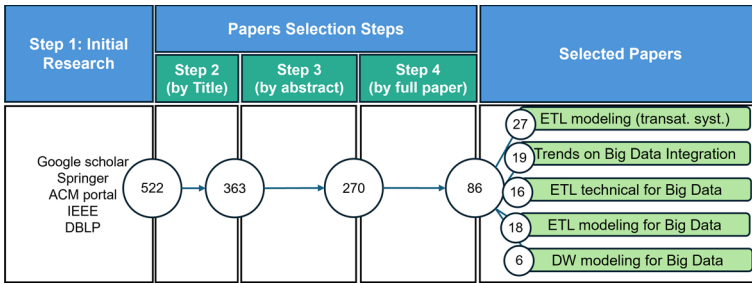 Step 1: Initial
Research
Papers Selection Steps
Selected Papers
Step 2
(by Title)
Step 3
(by abstract)
Step 4
(by full paper)
Google scholar
Springer
ACM portal
IEEE
DBLP
522
363
270
86
27 ETL modeling (transat. syst.)
19 Trends on Big Data Integration
16 ETL technical for Big Data
18 ETL modeling for Big Data
6 DW modeling for Big Data